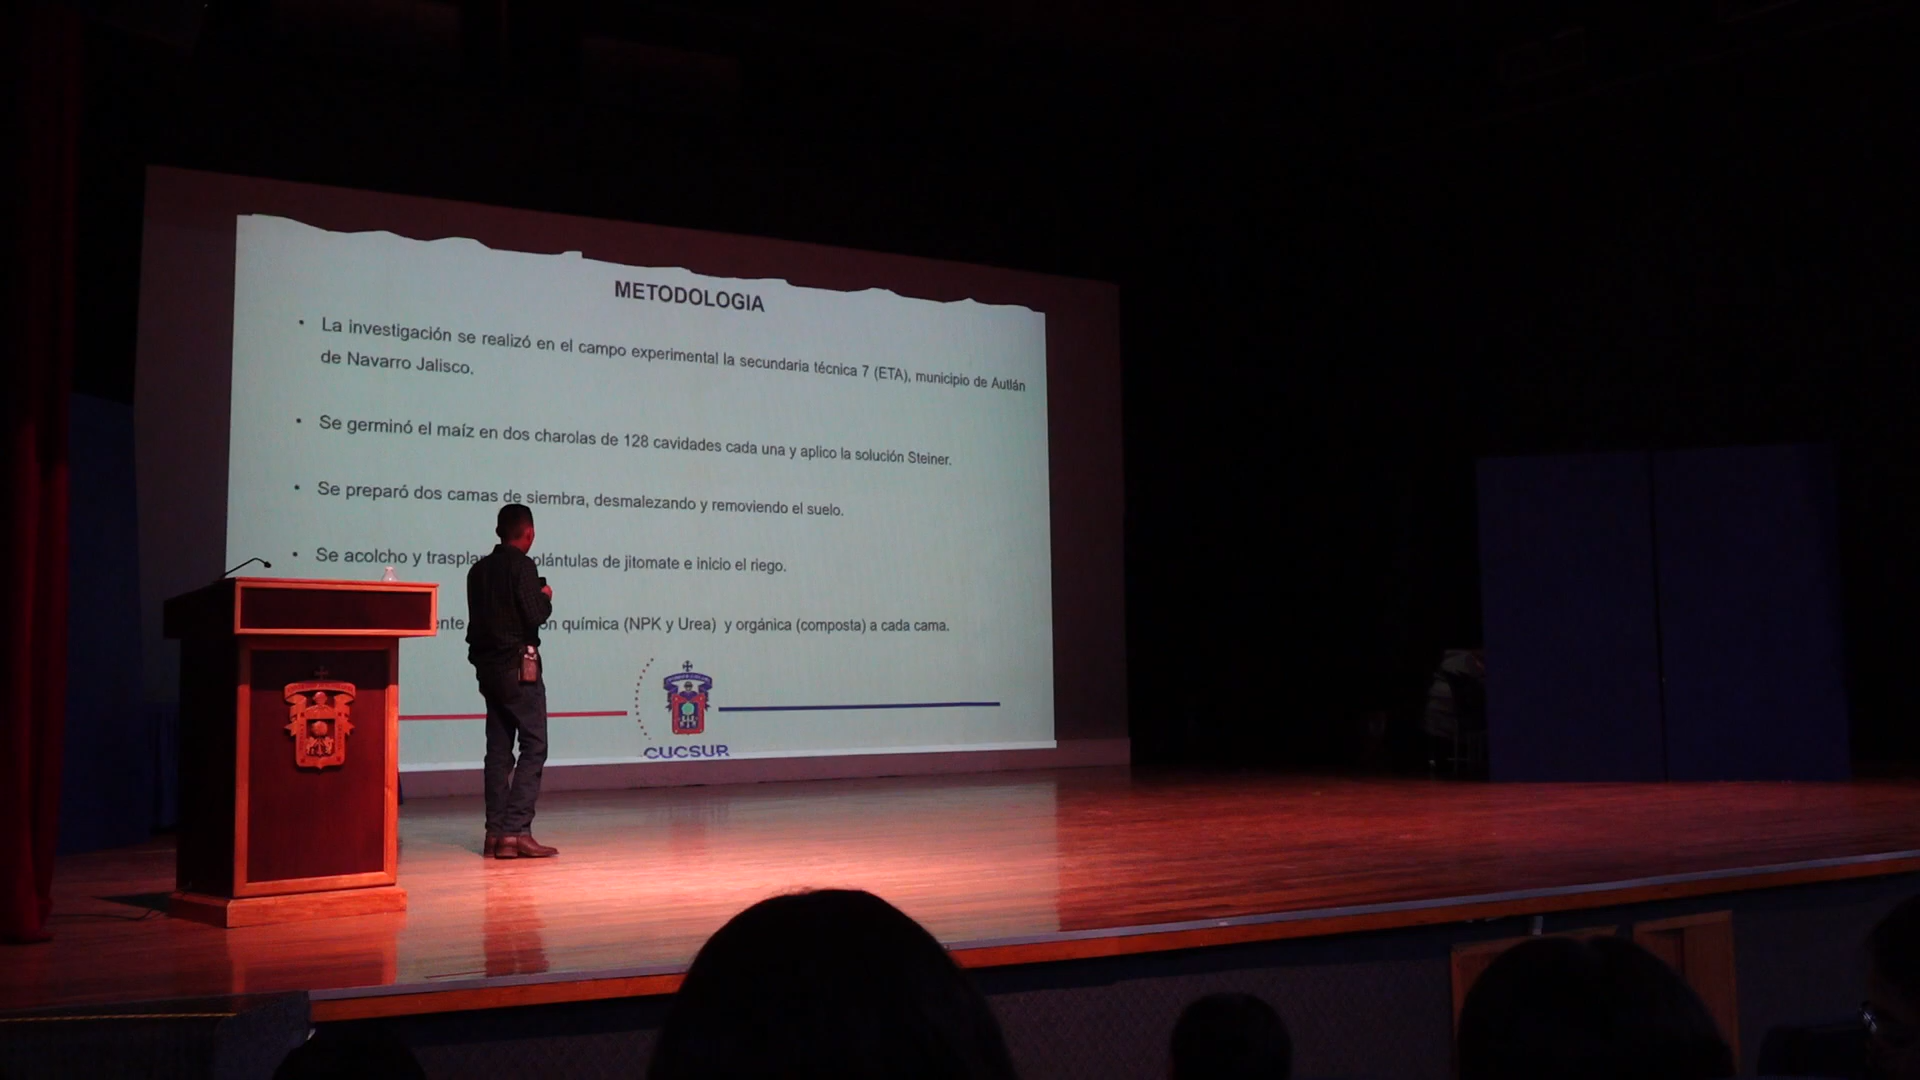 METODOLOGIA
• La investigación se realizó en el campo experimental la secundaria técnica 7 (ETA), municipio de Autlán
de Navarro Jalisco.
• Se germinó el maíz en dos charolas de 128 cavidades cada una y aplico la solución Steiner.
• Se preparó dos camas de siembra, desmalezando y removiendo el suelo.
• Se acolcho y plántulas de jitomate e inicio el riego.
química (NPK y Urea) y orgánica (composta) a cada cama.
CUCSUR